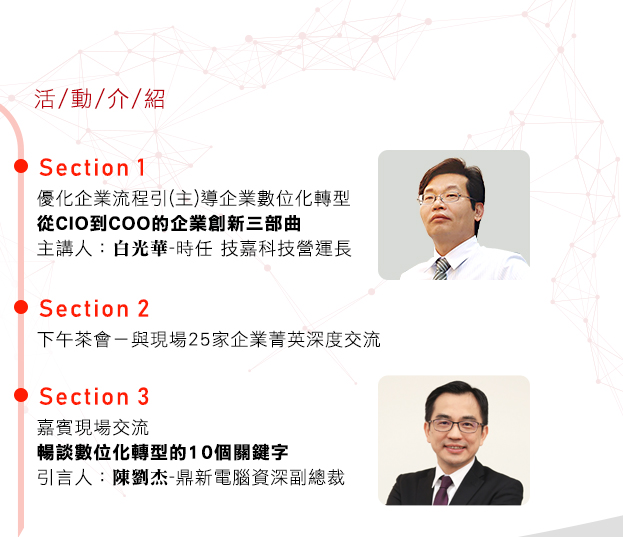 活/動/介/紹
Section 1
優化企業流程引(主)導企業數位化轉型
從CIO到COO的企業創新三部曲
主講人：白光華-時任 技嘉科技營運長
Section 2
下午茶會－與現場25家企業菁英深度交流
Section 3
嘉賓現場交流
暢談數位化轉型的10個關鍵字
引言人：陳劉杰-鼎新電腦資深副總裁